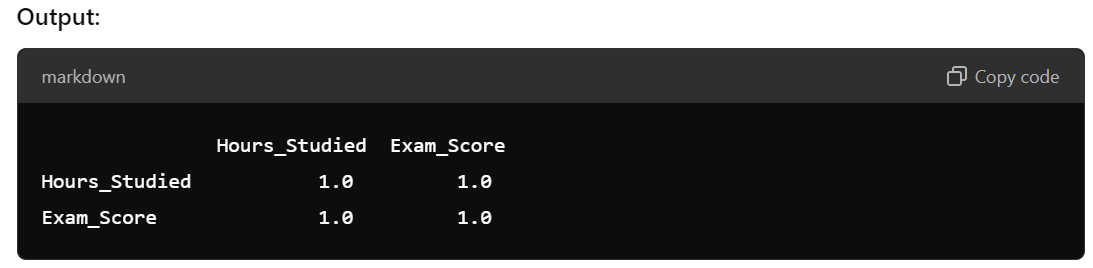 Output:
markdown Copy code
Hours_Studied Exam_Score
Hours_Studied 1.0 1.0
Exam_Score 1.0 1.0